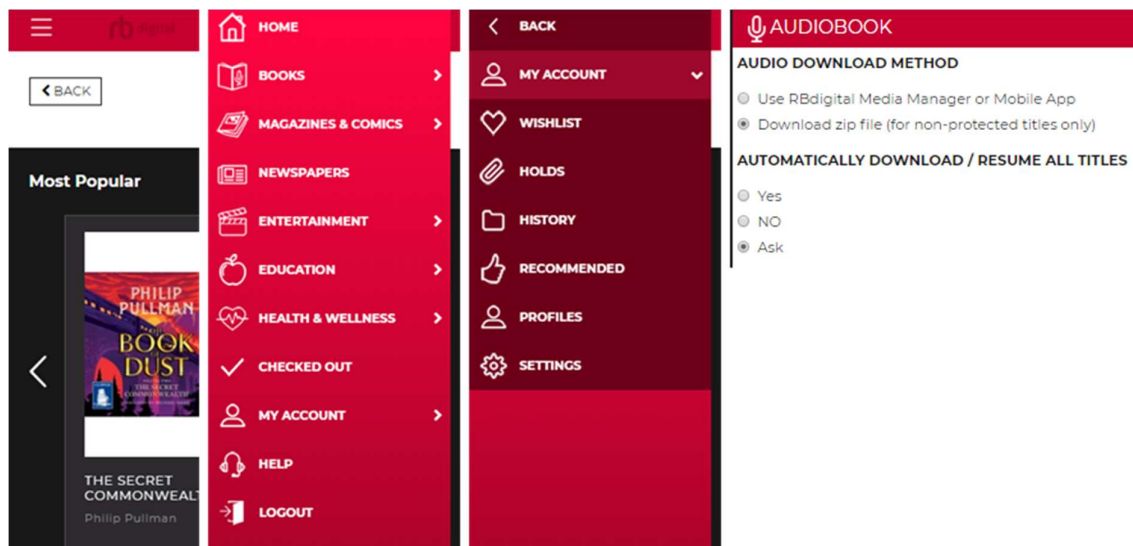 rb digital
BACK
Most Popular
PHILIP
PULLMAN
BOOK
DUST
THE SECRET
COMMONWEALTH
THE SECRET
COMMONWEAL
Philip Pullman
HOME
BOOKS
MAGAZINES & COMICS
NEWSPAPERS
ENTERTAINMENT
EDUCATION
HEALTH & WELLNESS
CHECKED OUT
MY ACCOUNT
HELP
LOGOUT
BACK
MY ACCOUNT
WISHLIST
HOLDS
HISTORY
RECOMMENDED
PROFILES
SETTINGS
AUDIOBOOK
AUDIO DOWNLOAD METHOD
Use RBdigital Media Manager or Mobile App
Download zip file (for non-protected titles only)
AUTOMATICALLY DOWNLOAD / RESUME ALL TITLES
Yes
NO
Ask